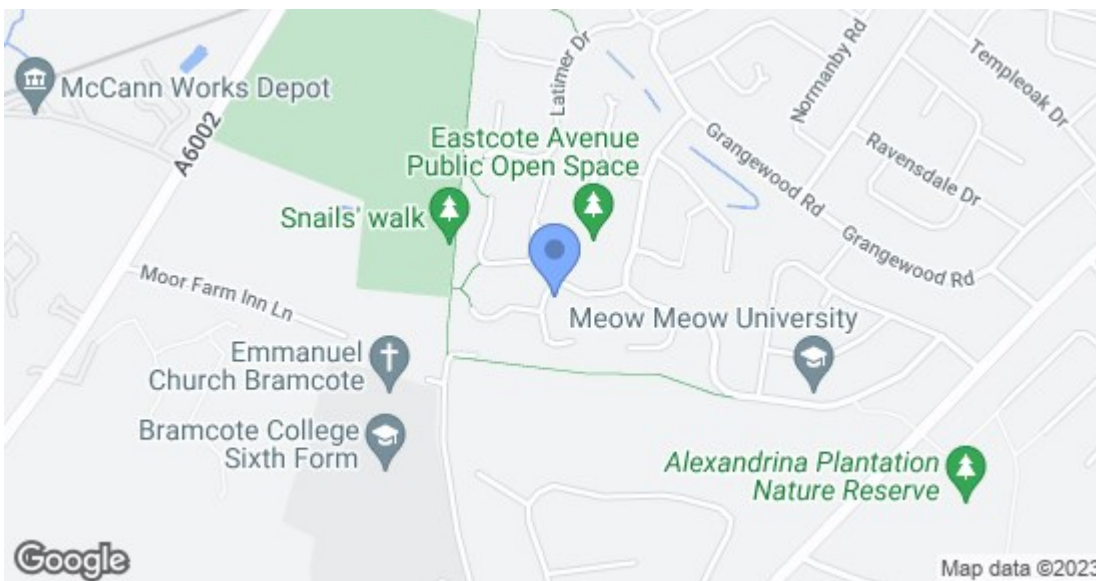 McCann Works Depot
A6002
Latimer Dr
Normanby Rd
Templeoak Dr
Eastcote Avenue
Public Open Space
Grangewood Rd
Ravensdale Dr
Snails' walk
Grangewood Rd
Moor Farm Inn Ln
Meow Meow University
Emmanuel
Church Bramcote
Bramcote College
Sixth Form
Alexandrina Plantation
Nature Reserve
Google
Map data ©2023